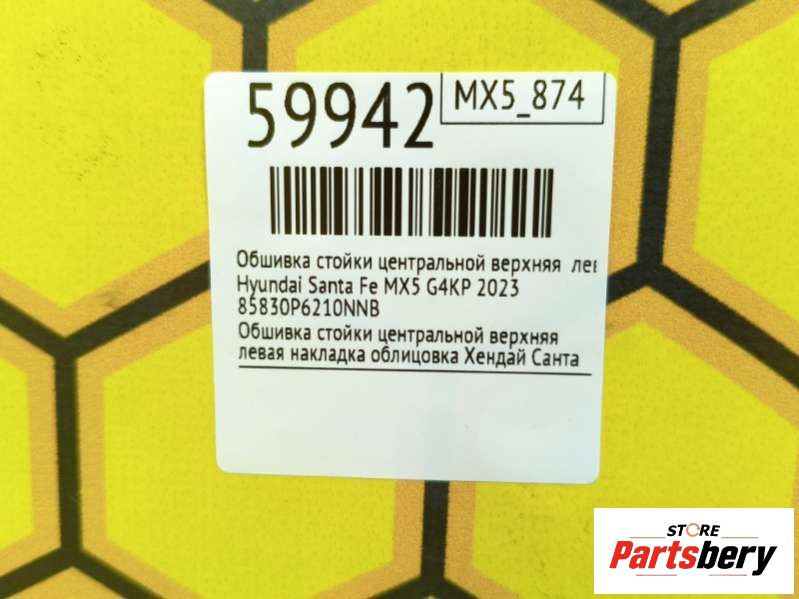 59942
MX5_874
Обшивка стойки центральной верхняя лев
Hyundai Santa Fe MX5 G4KP 2023
85830P6210NNB
Обшивка стойки центральной верхняя
левая накладка облицовка Хендай Санта
STORE
Partsbery